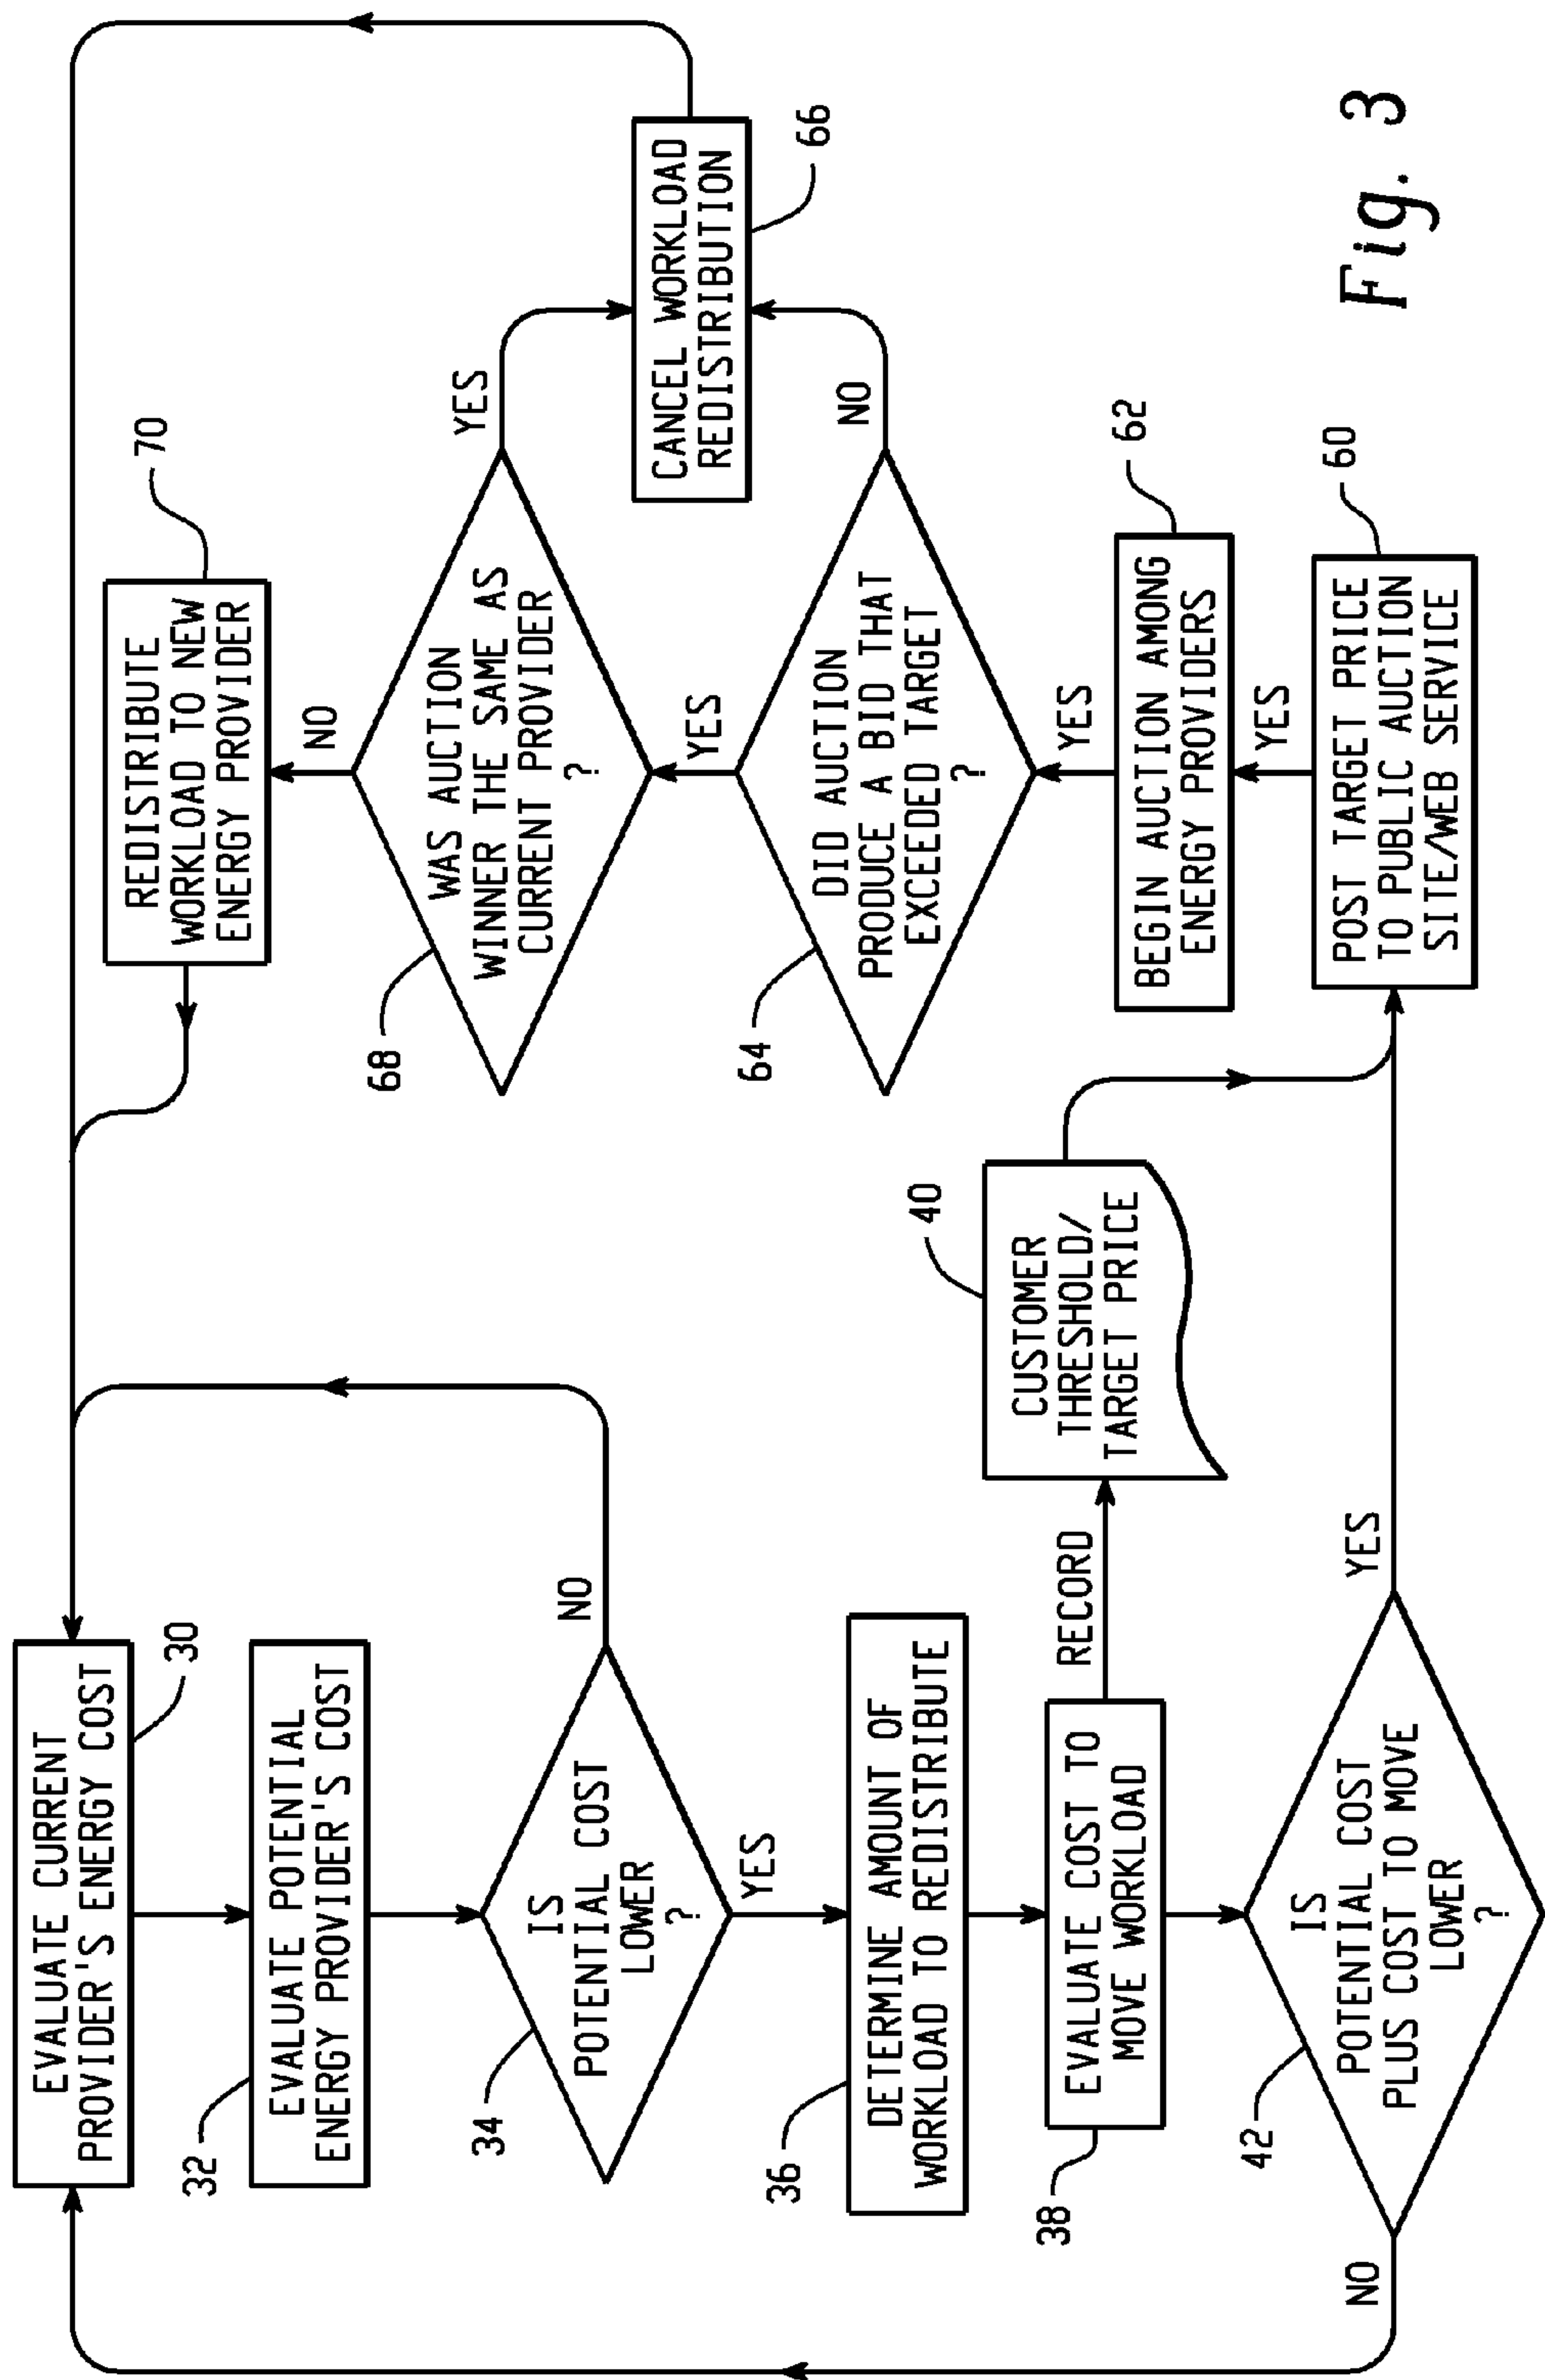 EVALUATE CURRENT
PROVIDER'S ENERGY COST
30
EVALUATE POTENTIAL
ENERGY PROVIDER'S COST
32
IS
POTENTIAL COST
LOWER
?
34
NO
YES
DETERMINE AMOUNT OF
WORKLOAD TO REDISTRIBUTE
36
EVALUATE COST TO
MOVE WORKLOAD
38
RECORD
CUSTOMER
THRESHOLD/
TARGET PRICE
40
IS
POTENTIAL COST
PLUS COST TO MOVE
LOWER
?
42
NO
YES
REDISTRIBUTE
WORKLOAD TO NEW
ENERGY PROVIDER
70
NO
WAS AUCTION
WINNER THE SAME AS
CURRENT PROVIDER
?
68
YES
YES
CANCEL WORKLOAD
REDISTRIBUTION
66
DID AUCTION
PRODUCE A BID THAT
EXCEEDED TARGET
?
64
NO
YES
BEGIN AUCTION AMONG
ENERGY PROVIDERS
62
YES
POST TARGET PRICE
TO PUBLIC AUCTION
SITE/WEB SERVICE
60
Fig. 3